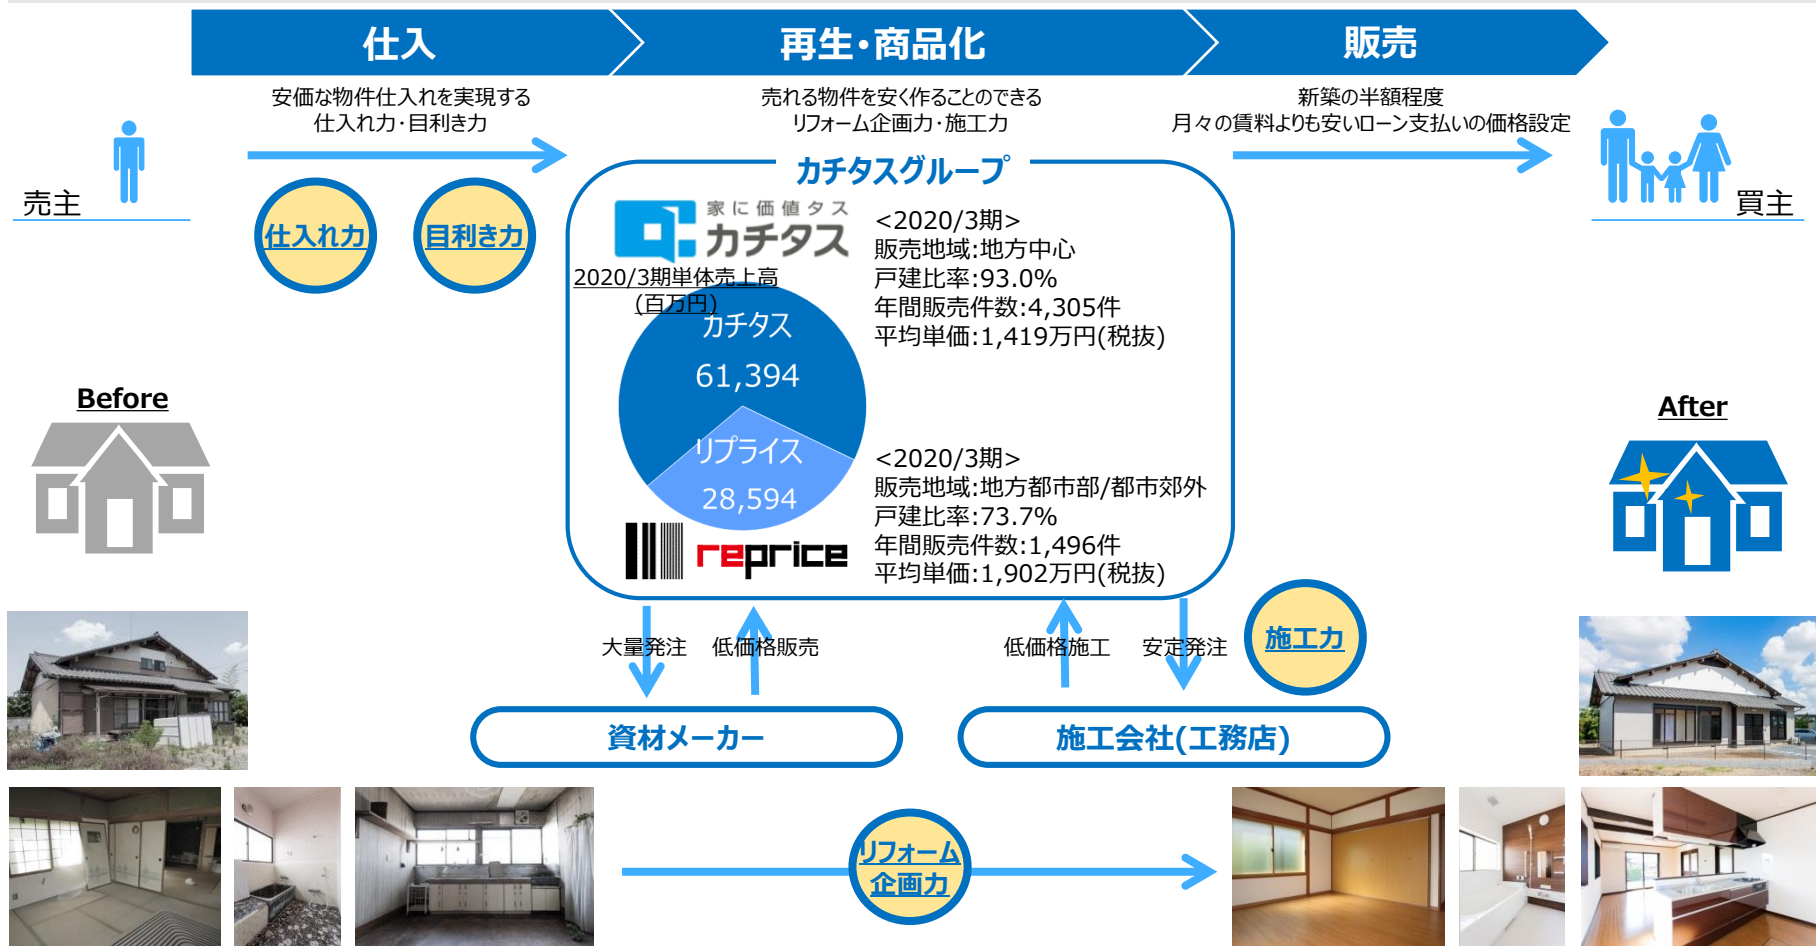 仕入
再生・商品化
販売
安価な物件仕入れを実現する
仕入れ力・目利き力
売れる物件を安く作ることのできる
リフォーム企画力・施工力
新築の半額程度
月々の賃料よりも安いローン支払いの価格設定
売主
仕入れ力
目利き力
買主
カチタスグループ
家に価値タス
カチタス
2020/3期単体売上高
(百万円)
カチタス
61,394
リプライス
28,594
<2020/3期>
販売地域:地方中心
戸建比率:93.0%
年間販売件数:4,305件
平均単価:1,419万円(税抜)
<2020/3期>
販売地域:地方都市部/都市郊外
戸建比率:73.7%
年間販売件数:1,496件
平均単価:1,902万円(税抜)
reprice
Before
After
大量発注
低価格販売
低価格施工
安定発注
施工力
資材メーカー
施工会社(工務店)
リフォーム
企画力